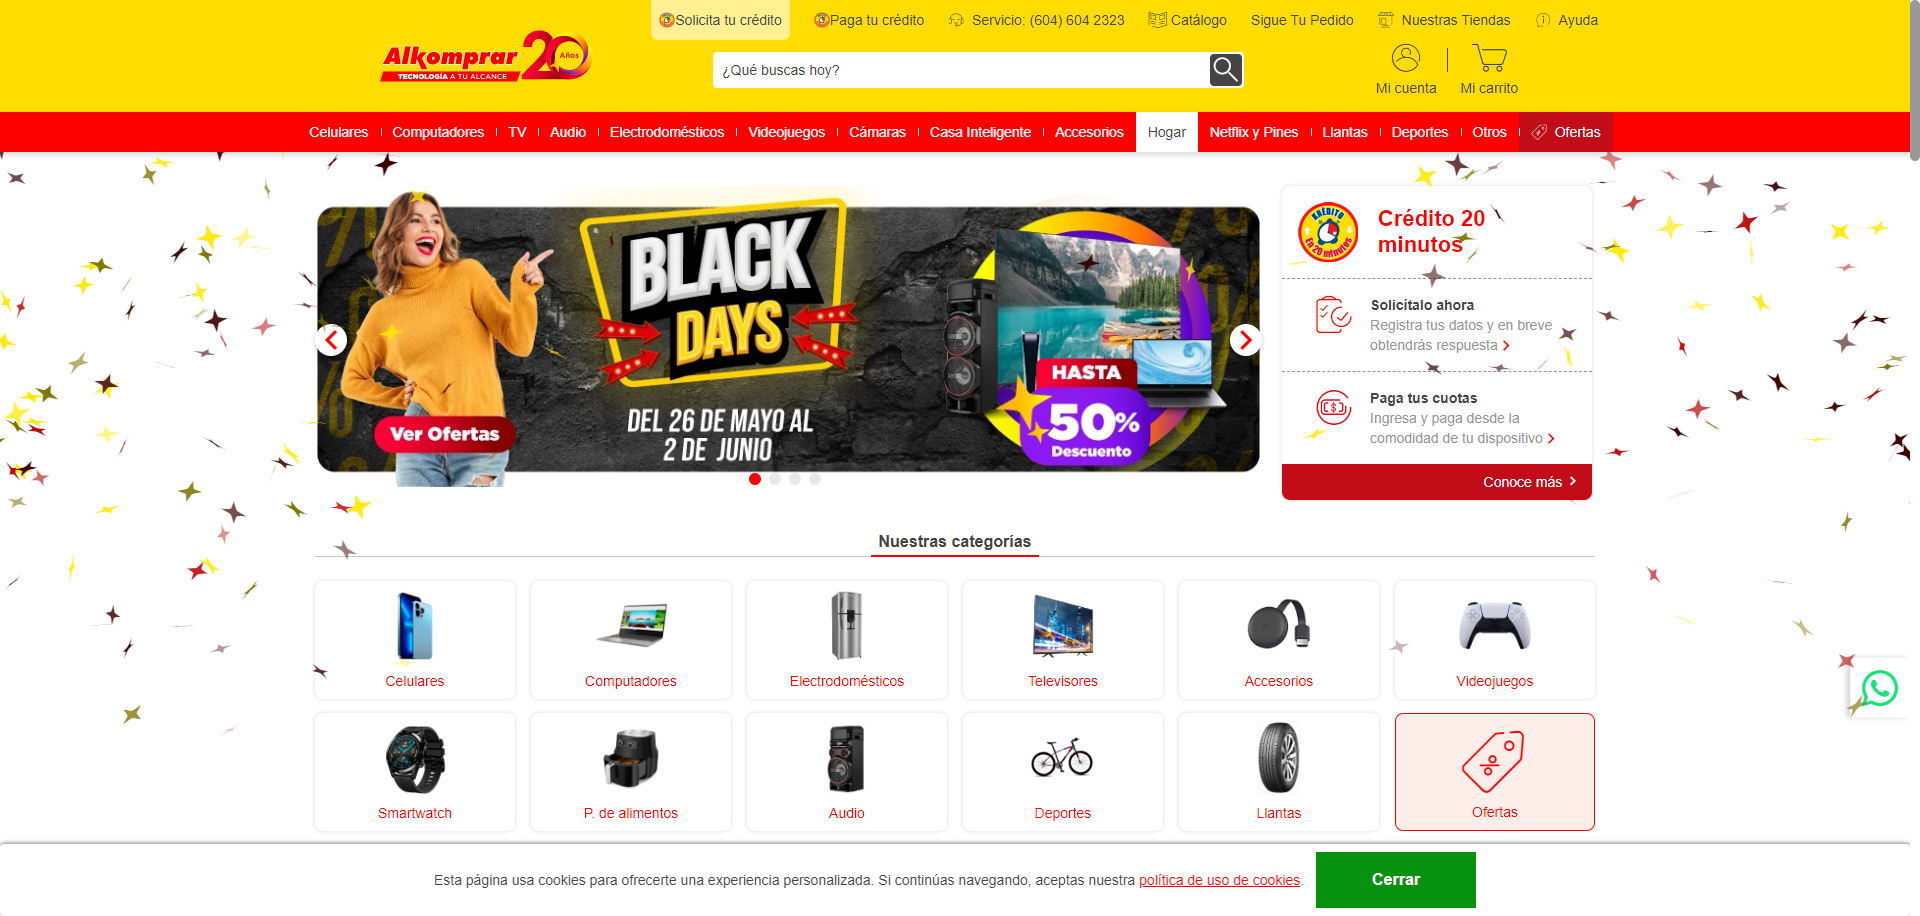 Solicita tu crédito
Paga tu crédito
Servicio: (604) 604 2323
Catálogo
Sigue Tu Pedido
Nuestras Tiendas
Ayuda
Alkomprar 20 Años
TECNOLOGÍA A TU ALCANCE
¿Qué buscas hoy?
Mi cuenta
Mi carrito
Celulares
Computadores
TV
Audio
Electrodomésticos
Videojuegos
Cámaras
Casa Inteligente
Accesorios
Hogar
Netflix y Pines
Llantas
Deportes
Otros
Ofertas
BLACK
DAYS
DEL 26 DE MAYO AL
2 DE JUNIO
Ver Ofertas
HASTA
50%
Descuento
KRÉDITO
En 20 minutos
Crédito 20
minutos
Solicítalo ahora
Registra tus datos y en breve
obtendrás respuesta
Paga tus cuotas
Ingresa y paga desde la
comodidad de tu dispositivo
Conoce más
Nuestras categorías
Celulares
Computadores
Electrodomésticos
Televisores
Accesorios
Videojuegos
Smartwatch
P. de alimentos
Audio
Deportes
Llantas
Ofertas
Esta página usa cookies para ofrecerte una experiencia personalizada. Si continúas navegando, aceptas nuestra política de uso de cookies.
Cerrar